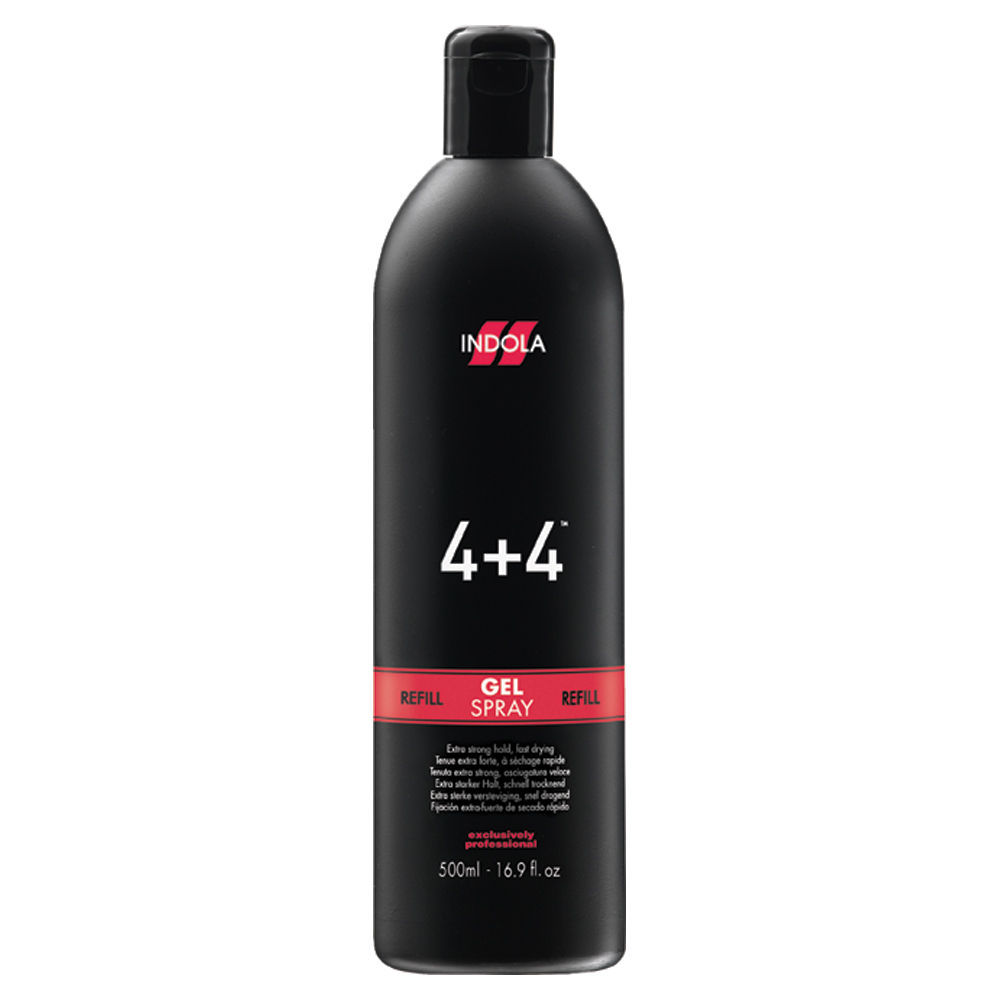 INDOLA
4+4™
REFILL GEL SPRAY REFILL
Extra strong hold, fast drying
Tenue extra forte, à séchage rapide
Tenuta extra strong, asciugatura veloce
Extra starker Halt, schnell trocknend
Extra sterke versteviging, snel drogend
Fijación extra-fuerte de secado rápido
exclusively
professional
500ml - 16.9 fl. oz